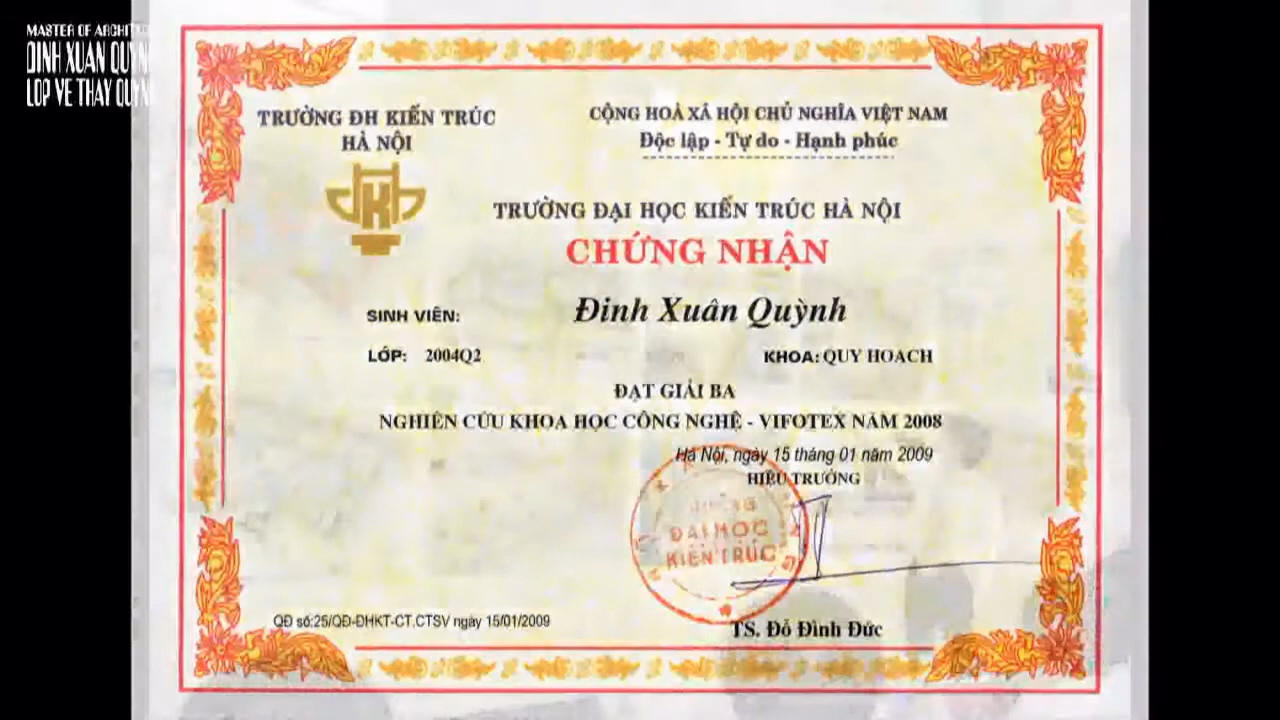 MASTER OF ARCHIT
ĐINH XUAN QUYN
LOP VE THAY QUYN
TRƯỜNG ĐH KIẾN TRÚC
HÀ NỘI
CỘNG HOÀ XÃ HỘI CHỦ NGHĨA VIỆT NAM
Độc lập - Tự do - Hạnh phúc
TRƯỜNG ĐẠI HỌC KIẾN TRÚC HÀ NỘI
CHỨNG NHẬN
SINH VIÊN: Đinh Xuân Quỳnh
LỚP: 2004Q2 KHOA: QUY HOẠCH
ĐẠT GIẢI BA
NGHIÊN CỨU KHOA HỌC CÔNG NGHỆ - VIFOTEX NĂM 2008
Hà Nội, ngày 15 tháng 01 năm 2009
HIỆU TRƯỞNG
ĐẠI HỌC
KIẾN TRÚC
QĐ số:25/QĐ-ĐHKT-CT.CTSV ngày 15/01/2009
TS. Đỗ Đình Đức